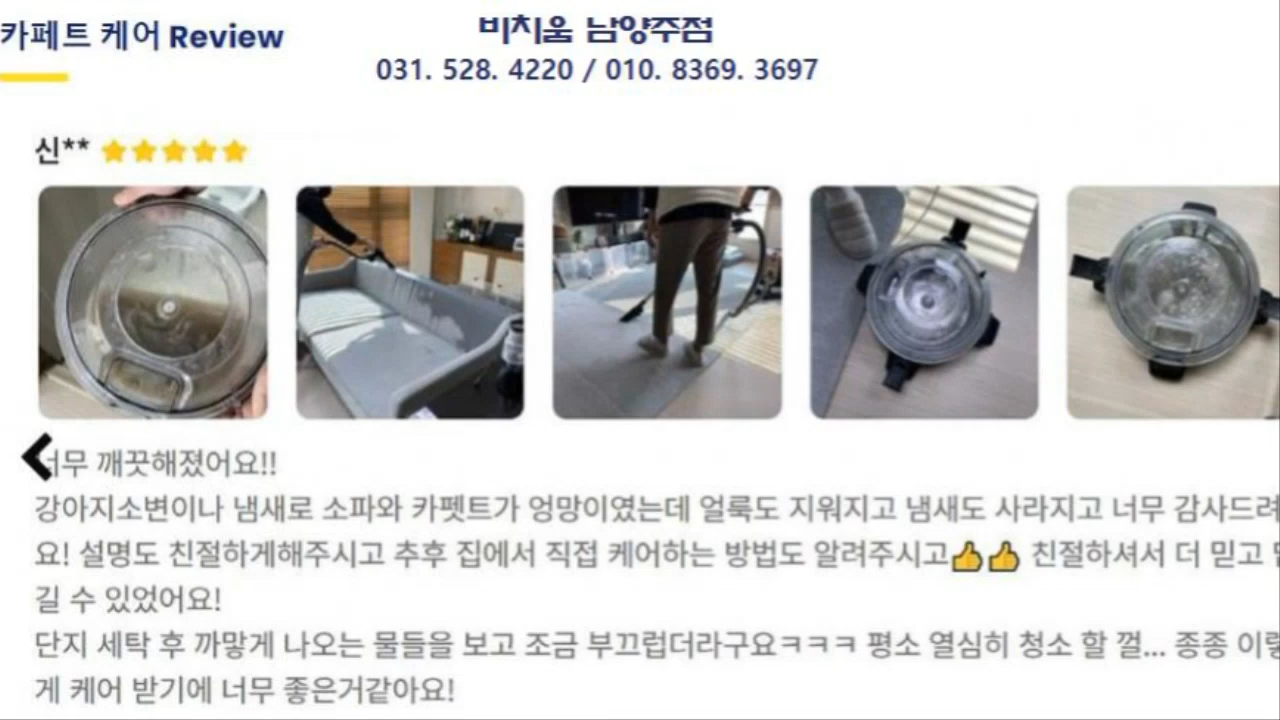 카페트 케어 Review
비치움 남양주점
031. 528. 4220 / 010. 8369. 3697
신** ★★★★★
깨끗해졌어요!!
강아지소변이나 냄새로 소파와 카펫트가 엉망이였는데 얼룩도 지워지고 냄새도 사라지고 너무 감사드려
요! 설명도 친절하게해주시고 추후 집에서 직접 케어하는 방법도 알려주시고👍👍 친절하셔서 더 믿고
길 수 있었어요!
단지 세탁 후 까맣게 나오는 물들을 보고 조금 부끄럽더라구요ㅋㅋㅋ 평소 열심히 청소 할 껄... 종종 이렇
게 케어 받기에 너무 좋은거같아요!